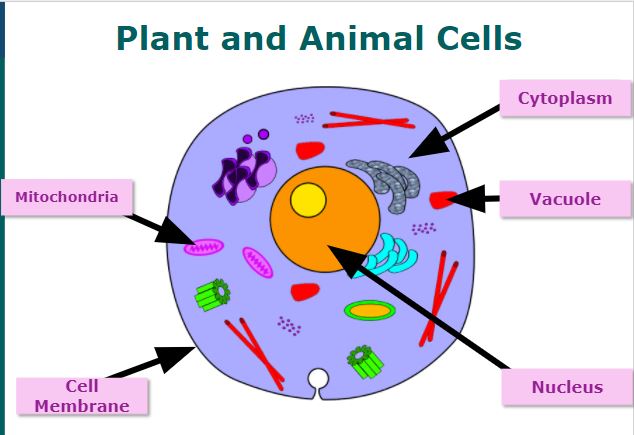 Plant and Animal Cells
Cytoplasm
Mitochondria
Vacuole
Cell
Membrane
Nucleus